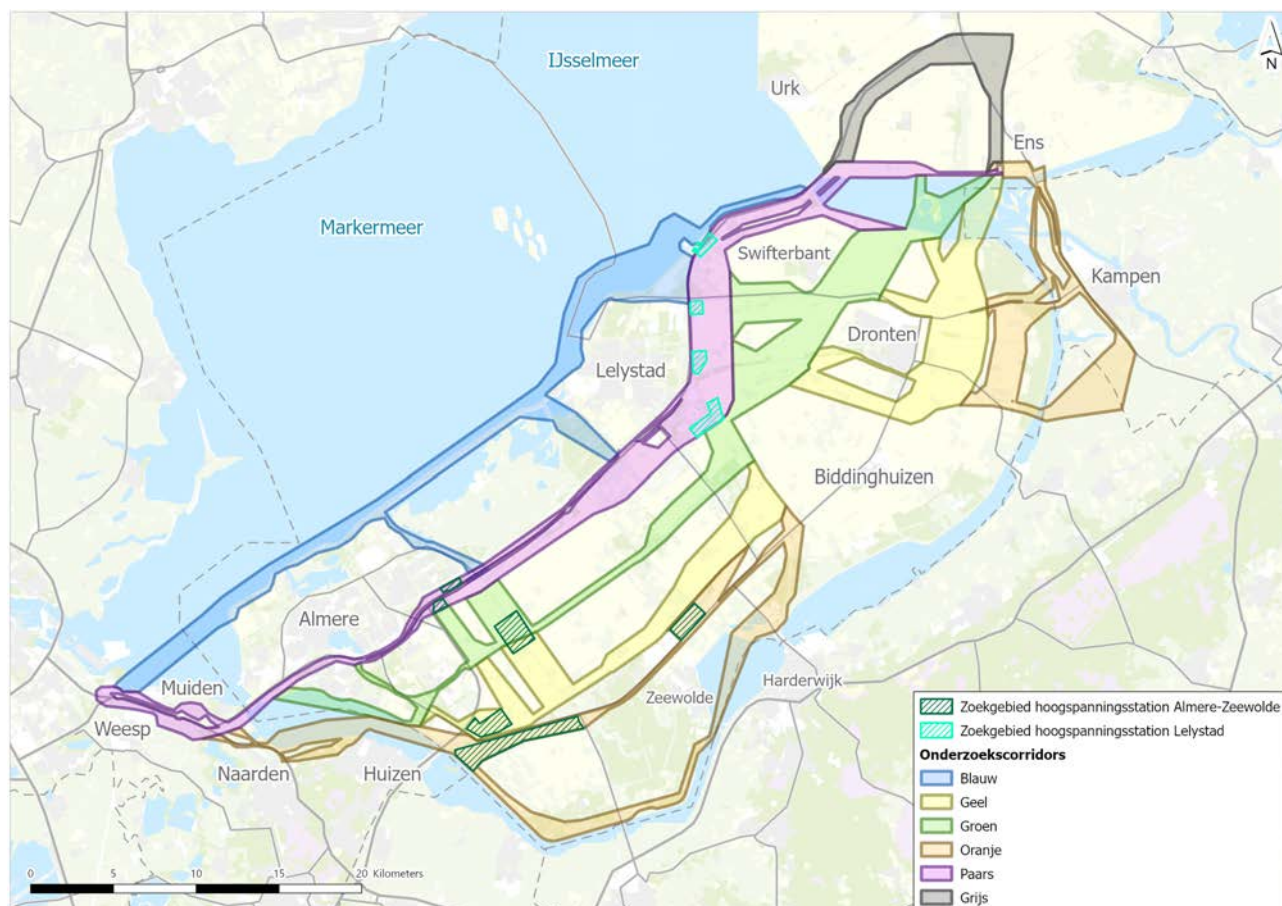 IJsselmeer
Urk
N
Ens
Markermeer
Swifterbant
Kampen
Dronten
Lelystad
Biddinghuizen
Almere
Muiden
Zeewolde
Harderwijk
Weesp
Naarden
Huizen
Zoekgebied hoogspanningsstation Almere-Zeewolde
Zoekgebied hoogspanningsstation Lelystad
Onderzoekscorridors
Blauw
Geel
Groen
Oranje
Paars
Grijs
0 5 10 15 20 Kilometers